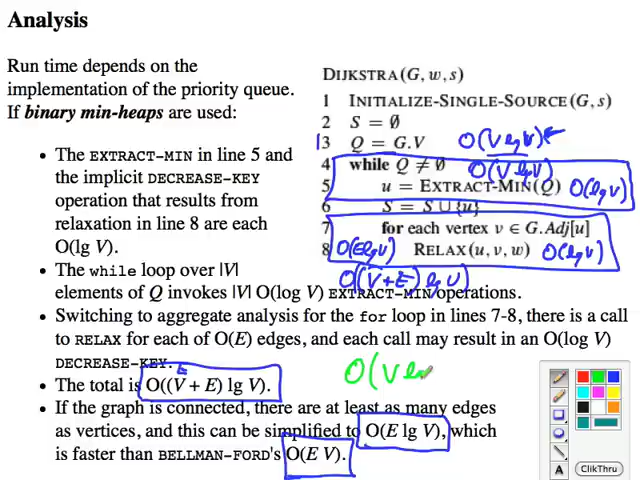 Analysis
Run time depends on the
implementation of the priority queue.
If binary min-heaps are used:
• The EXTRACT-MIN in line 5 and
the implicit DECREASE-KEY
operation that results from
relaxation in line 8 are each
O(lg V).
• The while loop over |V|
elements of Q invokes |V| O(log V) EXTRACT-MIN operations.
• Switching to aggregate analysis for the for loop in lines 7-8, there is a call
to RELAX for each of O(E) edges, and each call may result in an O(log V)
DECREASE-KEY.
E
• The total is O((V + E) lg V).
• If the graph is connected, there are at least as many edges
as vertices, and this can be simplified to O(E lg V), which
is faster than BELLMAN-FORD's O(E V).
DIJKSTRA(G, w, s)
1 INITIALIZE-SINGLE-SOURCE(G, s)
2 S = ∅
3 Q = G.V O(V lg V) ←
4 while Q ≠ ∅ O(V lg V)
5 u = EXTRACT-MIN(Q) O(lg V)
6 S = S ∪ {u}
7 for each vertex v ∈ G.Adj[u]
8 O(E lg V) RELAX(u, v, w) O(lg V)
O(V+E) lg V)
O(V lg
A
ClikThru